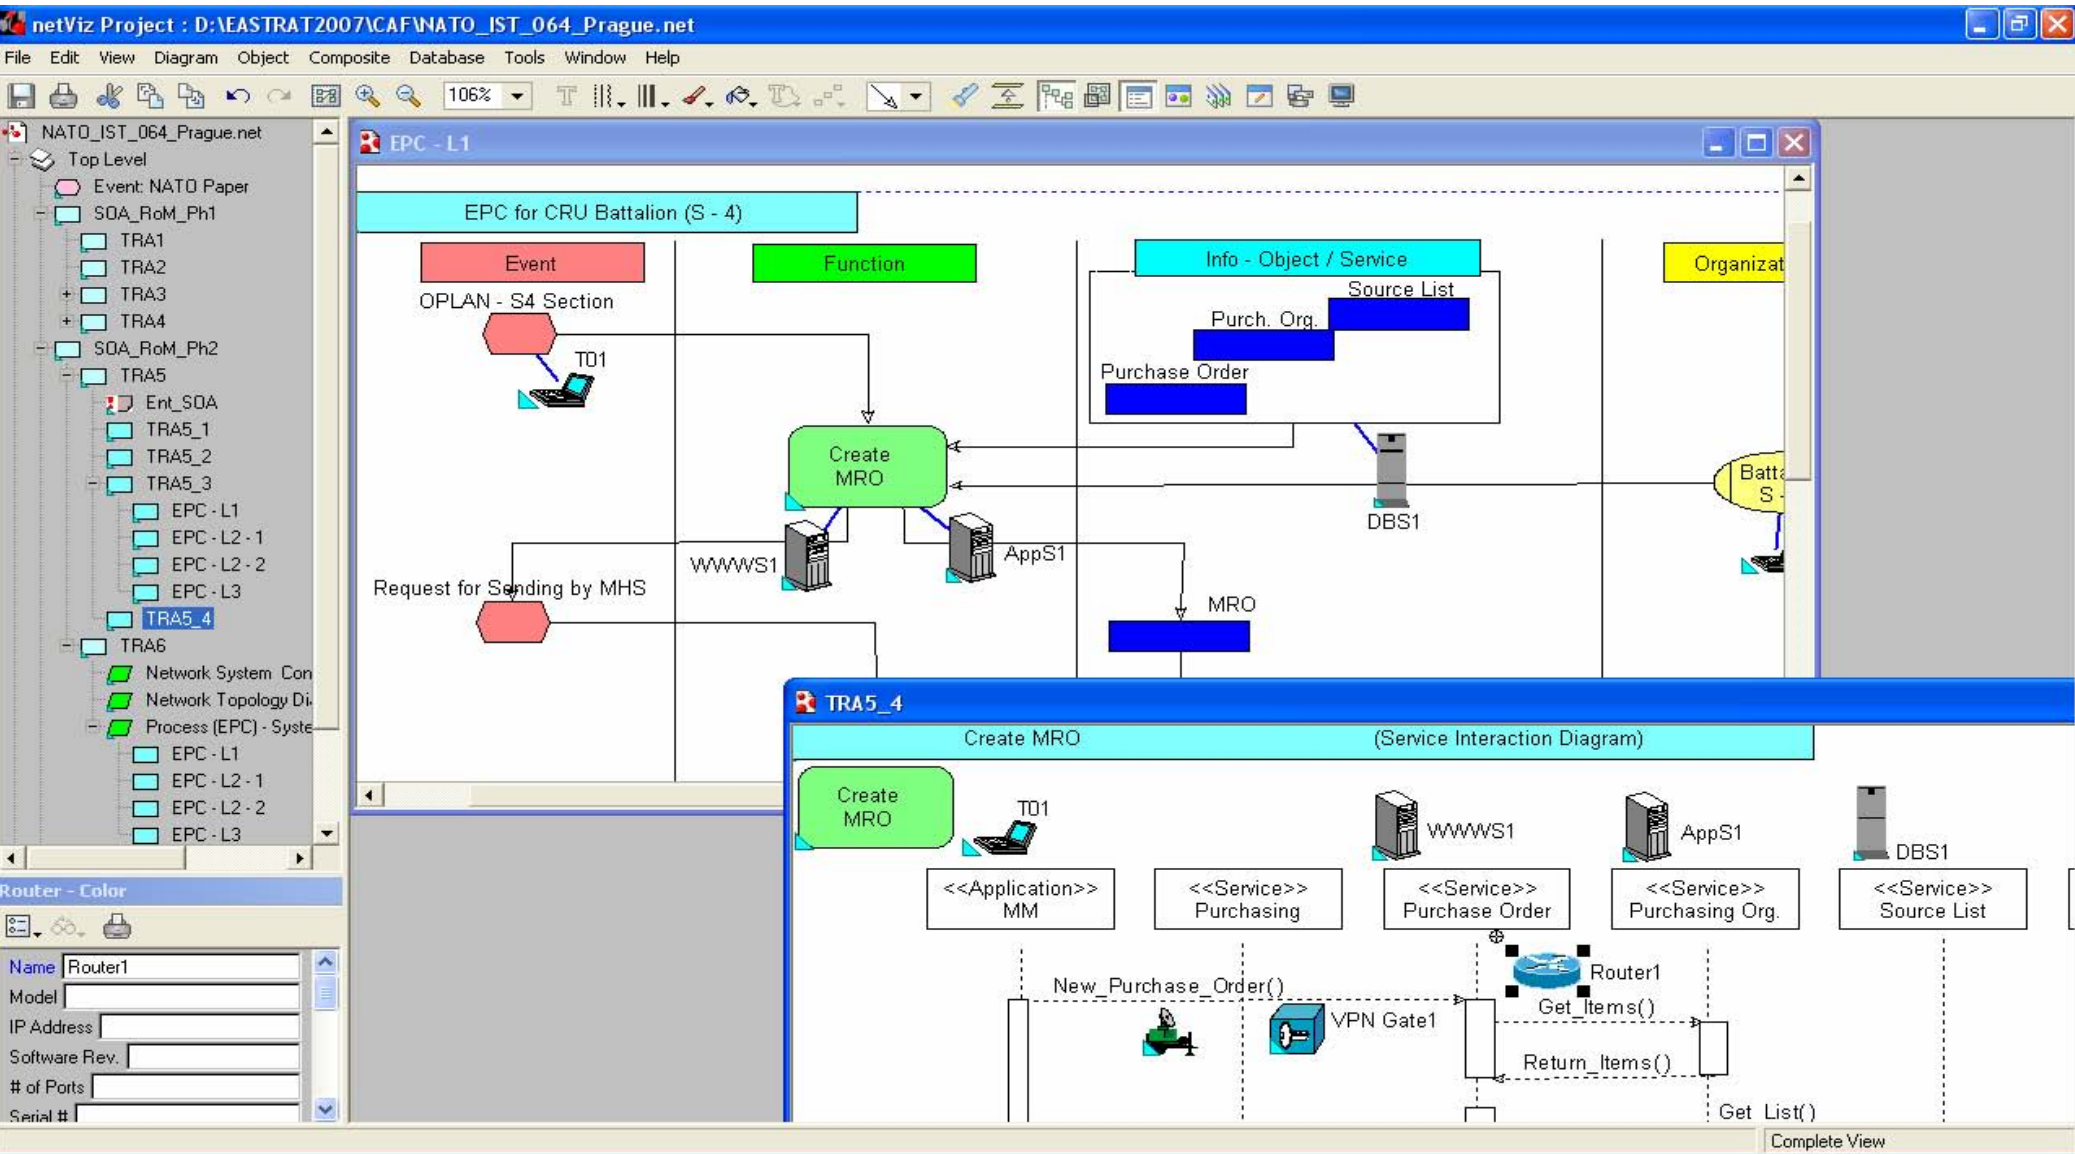 netViz Project : D:\EASTRAT2007\CAF\NATO_IST_064_Prague.net
File Edit View Diagram Object Composite Database Tools Window Help
106%
NATO_IST_064_Prague.net
Top Level
Event: NATO Paper
SOA_RoM_Ph1
TRA1
TRA2
TRA3
TRA4
SOA_RoM_Ph2
TRA5
Ent_SOA
TRA5_1
TRA5_2
TRA5_3
EPC - L1
EPC - L2 - 1
EPC - L2 - 2
EPC - L3
TRA5_4
TRA6
Network System Con
Network Topology Di
Process (EPC) - Syste
EPC - L1
EPC - L2 - 1
EPC - L2 - 2
EPC - L3
Router - Color
Name Router1
Model
IP Address
Software Rev.
# of Ports
Serial #
EPC - L1
EPC for CRU Battalion (S - 4)
Event
Function
Info - Object / Service
Organizat
OPLAN - S4 Section
Source List
Purch. Org.
T01
Purchase Order
Create
MRO
Batta
S -
DBS1
WWWS1
AppS1
Request for Sending by MHS
MRO
TRA5_4
Create MRO (Service Interaction Diagram)
Create
MRO
T01
WWWS1
AppS1
DBS1
<<Application>>
MM
<<Service>>
Purchasing
<<Service>>
Purchase Order
<<Service>>
Purchasing Org.
<<Service>>
Source List
Router1
New_Purchase_Order()
Get_Items()
VPN Gate1
Return_Items()
Get_List()
Complete View